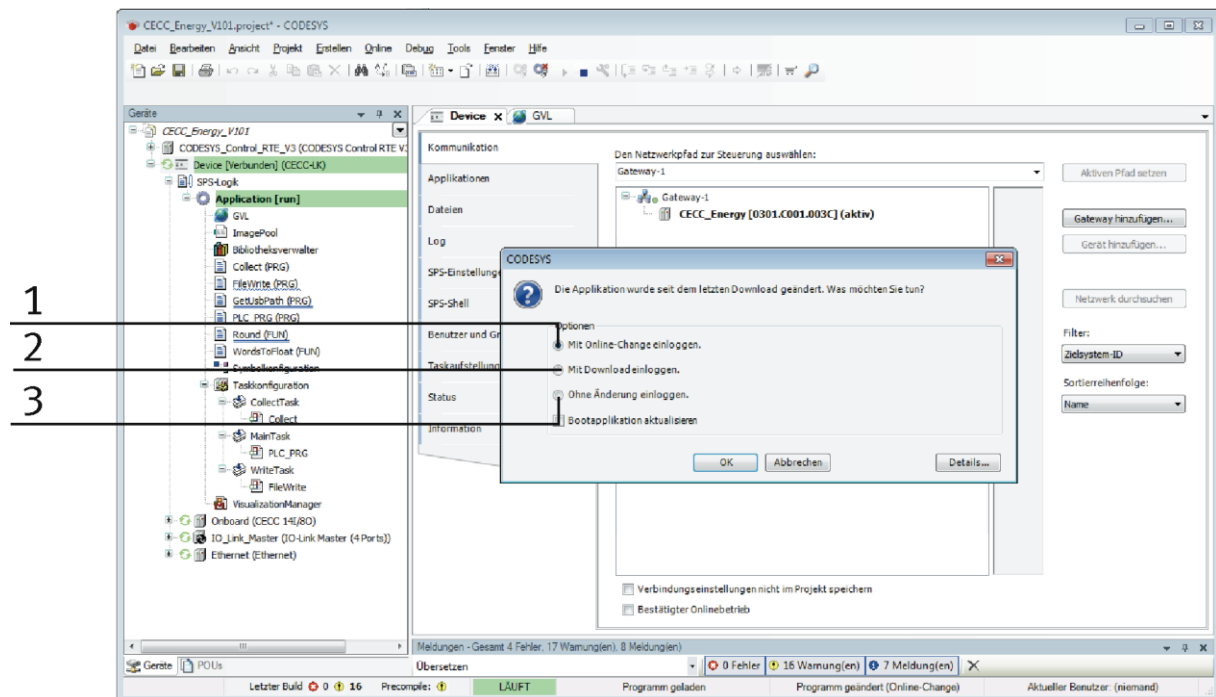 CECC_Energy_V101.project* - CODESYS
Datei Bearbeiten Ansicht Projekt Erstellen Online Debug Tools Fenster Hilfe
Geräte
CECC_Energy_V101
CODESYS_Control_RTE_V3 (CODESYS Control RTE V3
Device [Verbunden] (CECC-LK)
SPS-Logik
Application [run]
GVL
ImagePool
Bibliotheksverwalter
Collect (PRG)
FileWrite (PRG)
GetUsbPath (PRG)
PLC_PRG (PRG)
Round (FUN)
WordsToFloat (FUN)
Symbolkonfiguration
Taskkonfiguration
CollectTask
Collect
MainTask
PLC_PRG
WriteTask
FileWrite
VisualizationManager
Onboard (CECC 14I/8O)
IO_Link_Master (IO-Link Master (4 Ports))
Ethernet (Ethernet)
Geräte POUs
1
2
3
Device GVL
Kommunikation
Applikationen
Dateien
Log
SPS-Einstellunge
SPS-Shell
Benutzer und Gr
Taskaufstellung
Status
Information
Den Netzwerkpfad zur Steuerung auswählen:
Gateway-1
Gateway-1
CECC_Energy [0301.C001.003C] (aktiv)
Aktiven Pfad setzen
Gateway hinzufügen...
Gerät hinzufügen...
Netzwerk durchsuchen
Filter:
Zielsystem-ID
Sortierreihenfolge:
Name
CODESYS
Die Applikation wurde seit dem letzten Download geändert. Was möchten Sie tun?
Optionen
Mit Online-Change einloggen.
Mit Download einloggen.
Ohne Änderung einloggen.
Bootapplikation aktualisieren
OK Abbrechen Details...
Verbindungseinstellungen nicht im Projekt speichern
Bestätigter Onlinebetrieb
Meldungen - Gesamt 4 Fehler, 17 Warnung(en), 8 Meldung(en)
Übersetzen 0 Fehler 16 Warnung(en) 7 Meldung(en)
Letzter Build 0 16 Precompile: LÄUFT Programm geladen Programm geändert (Online-Change) Aktueller Benutzer: (niemand)